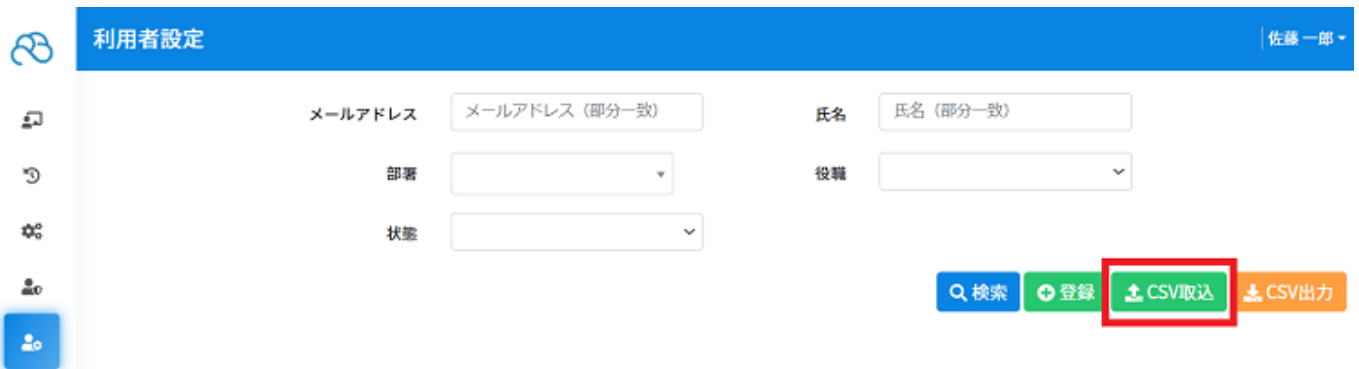 利用者設定
佐藤 一郎
メールアドレス メールアドレス（部分一致） 氏名 氏名（部分一致）
部署 役職
状態
検索 登録 CSV取込 CSV出力